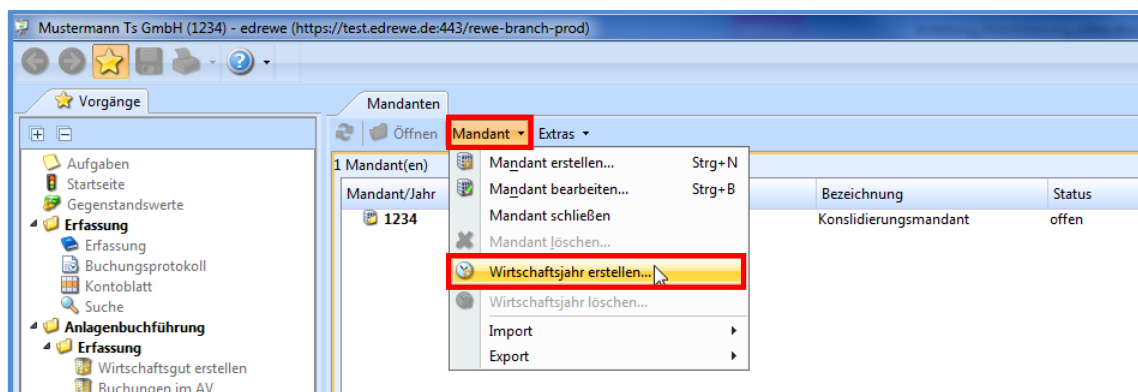 Mustermann Ts GmbH (1234) - edrewe (https://test.edrewe.de:443/rewe-branch-prod)
Vorgänge
Mandanten
Öffnen Mandant Extras
Aufgaben
Startseite
Gegenstandswerte
Erfassung
Erfassung
Buchungsprotokoll
Kontoblatt
Suche
Anlagenbuchführung
Erfassung
Wirtschaftsgut erstellen
Buchungen im AV
1 Mandant(en)
Mandant/Jahr Bezeichnung Status
1234 Konslidierungsmandant offen
Mandant erstellen... Strg+N
Mandant bearbeiten... Strg+B
Mandant schließen
Mandant löschen...
Wirtschaftsjahr erstellen...
Wirtschaftsjahr löschen...
Import
Export